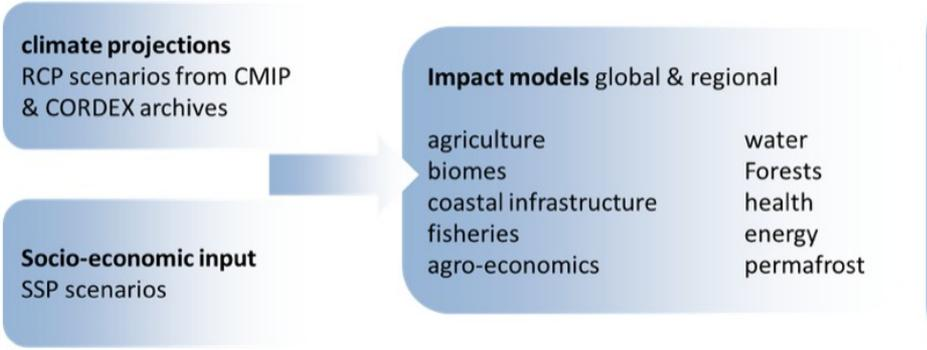 climate projections
RCP scenarios from CMIP
& CORDEX archives
Socio-economic input
SSP scenarios
Impact models global & regional
agriculture
biomes
coastal infrastructure
fisheries
agro-economics
water
Forests
health
energy
permafrost